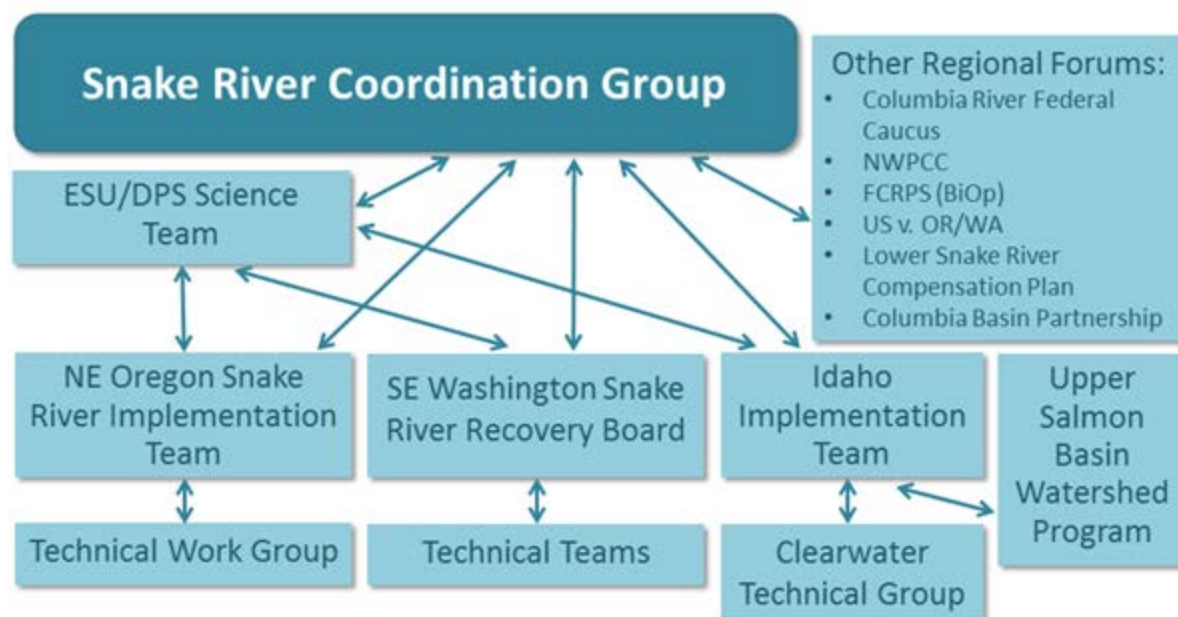 Snake River Coordination Group
Other Regional Forums:
• Columbia River Federal
Caucus
• NWPCC
• FCRPS (BiOp)
• US v. OR/WA
• Lower Snake River
Compensation Plan
• Columbia Basin Partnership
ESU/DPS Science
Team
NE Oregon Snake
River Implementation
Team
SE Washington Snake
River Recovery Board
Idaho
Implementation
Team
Upper
Salmon
Basin
Watershed
Program
Technical Work Group
Technical Teams
Clearwater
Technical Group